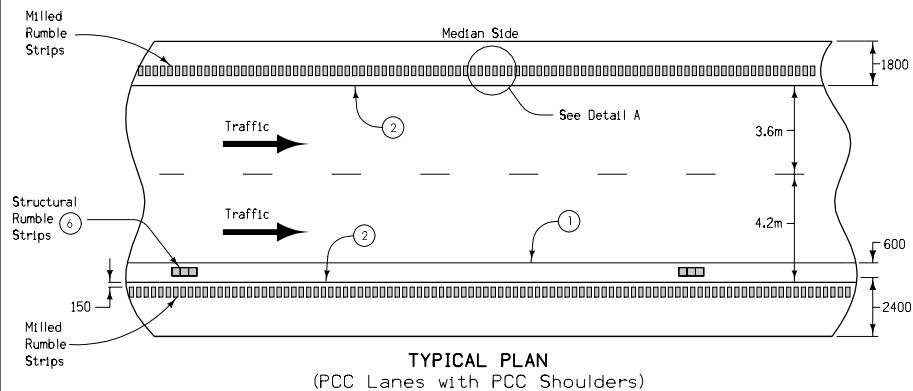 Milled
Rumble
Strips
Median Side
1800
See Detail A
2
Traffic
3.6m
Structural
Rumble
Strips
6
Traffic
2
1
4.2m
600
150
2400
Milled
Rumble
Strips
TYPICAL PLAN
(PCC Lanes with PCC Shoulders)